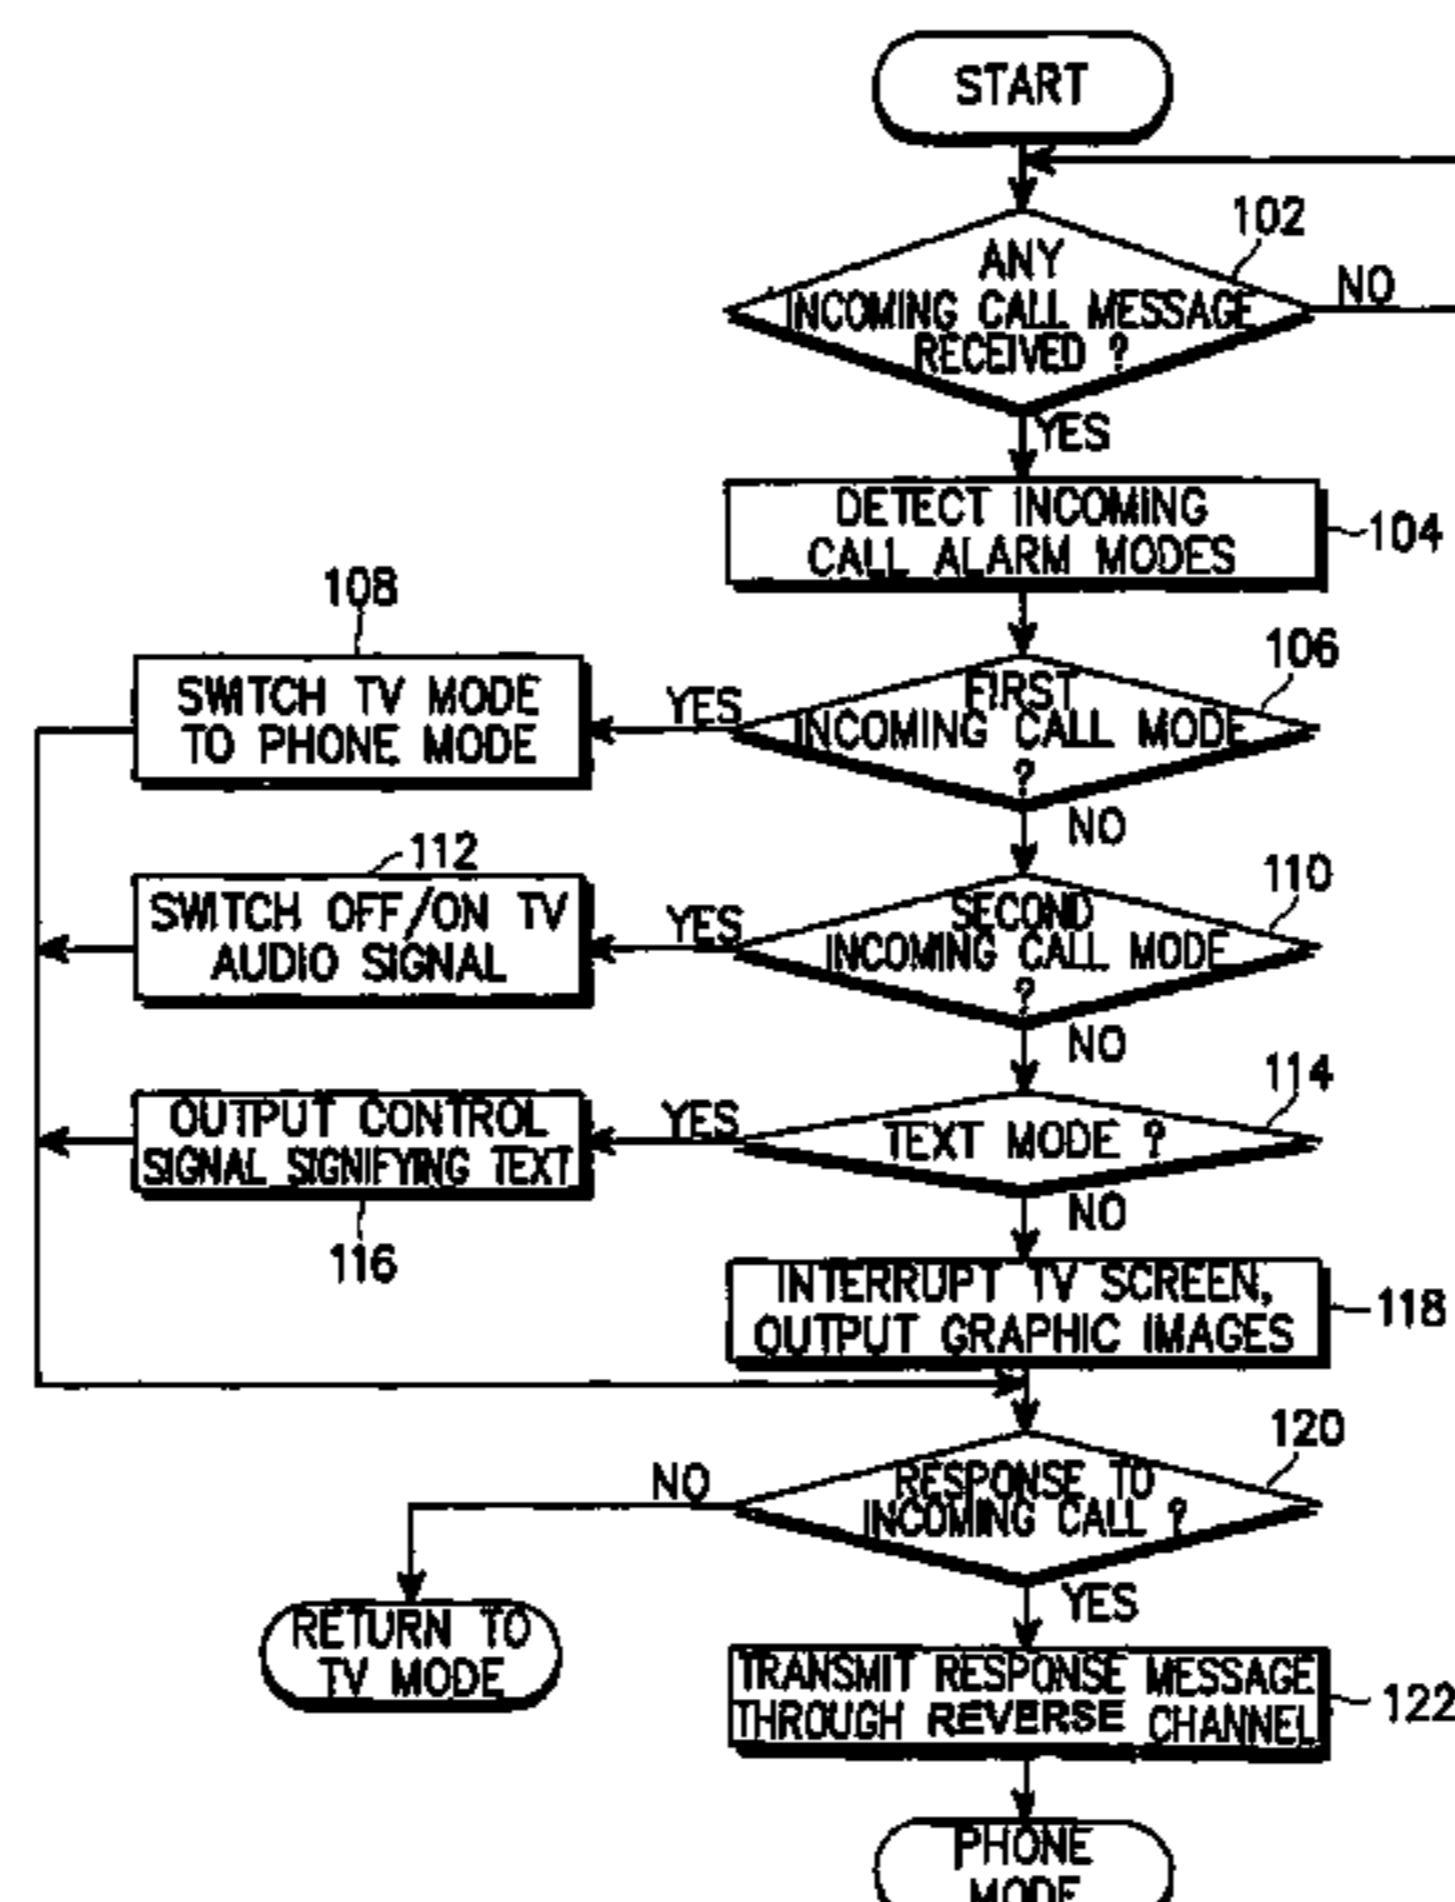 START
102
ANY
INCOMING CALL MESSAGE
RECEIVED ?
NO
YES
DETECT INCOMING
CALL ALARM MODES
104
108
SWITCH TV MODE
TO PHONE MODE
YES
106
FIRST
INCOMING CALL MODE
?
NO
112
SWITCH OFF/ON TV
AUDIO SIGNAL
YES
110
SECOND
INCOMING CALL MODE
?
NO
114
OUTPUT CONTROL
SIGNAL SIGNIFYING TEXT
116
YES
TEXT MODE ?
NO
INTERRUPT TV SCREEN,
OUTPUT GRAPHIC IMAGES
118
120
NO
RESPONSE TO
INCOMING CALL ?
YES
RETURN TO
TV MODE
TRANSMIT RESPONSE MESSAGE
THROUGH REVERSE CHANNEL
122
PHONE
MODE